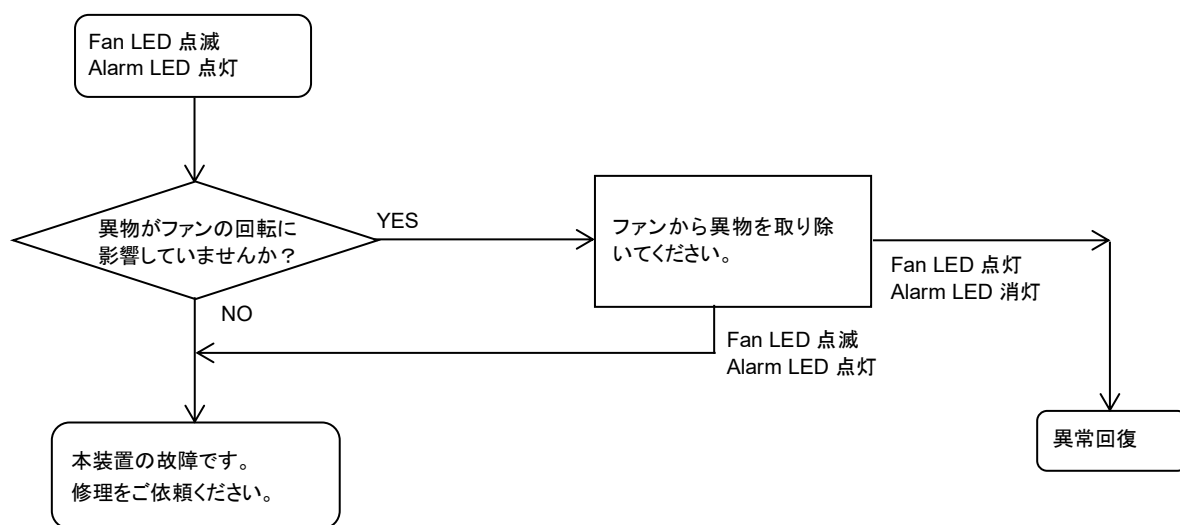 Fan LED 点滅
Alarm LED 点灯
異物がファンの回転に
影響していませんか？
YES
ファンから異物を取り除
いてください。
Fan LED 点灯
Alarm LED 消灯
NO
Fan LED 点滅
Alarm LED 点灯
本装置の故障です。
修理をご依頼ください。
異常回復